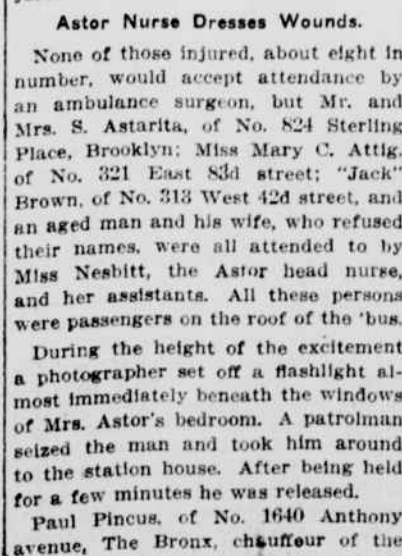 Astor Nurse Dresses Wounds.
None of those injured, about eight in
number, would accept attendance by
an ambulance surgeon, but Mr. and
Mrs. S. Astarita, of No. 824 Sterling
Place, Brooklyn; Miss Mary C. Attig,
of No. 321 East 83d street; "Jack"
Brown, of No. 313 West 42d street, and
an aged man and his wife, who refused
their names, were all attended to by
Miss Nesbitt, the Astor head nurse,
and her assistants. All these persons
were passengers on the roof of the 'bus.
During the height of the excitement
a photographer set off a flashlight al-
most immediately beneath the windows
of Mrs. Astor's bedroom. A patrolman
seized the man and took him around
to the station house. After being held
for a few minutes he was released.
Paul Pincus, of No. 1640 Anthony
avenue, The Bronx, chauffeur of the